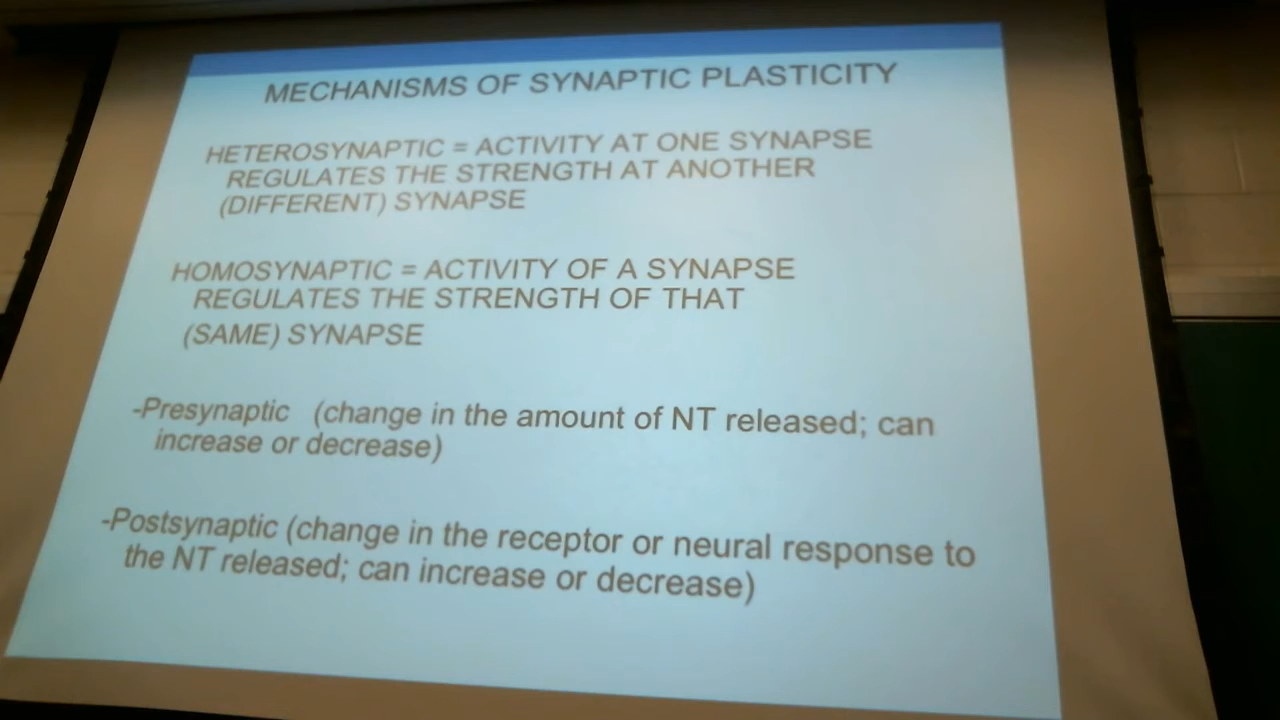 MECHANISMS OF SYNAPTIC PLASTICITY
HETEROSYNAPTIC = ACTIVITY AT ONE SYNAPSE
REGULATES THE STRENGTH AT ANOTHER
(DIFFERENT) SYNAPSE
HOMOSYNAPTIC = ACTIVITY OF A SYNAPSE
REGULATES THE STRENGTH OF THAT
(SAME) SYNAPSE
-Presynaptic (change in the amount of NT released; can
increase or decrease)
-Postsynaptic (change in the receptor or neural response to
the NT released; can increase or decrease)